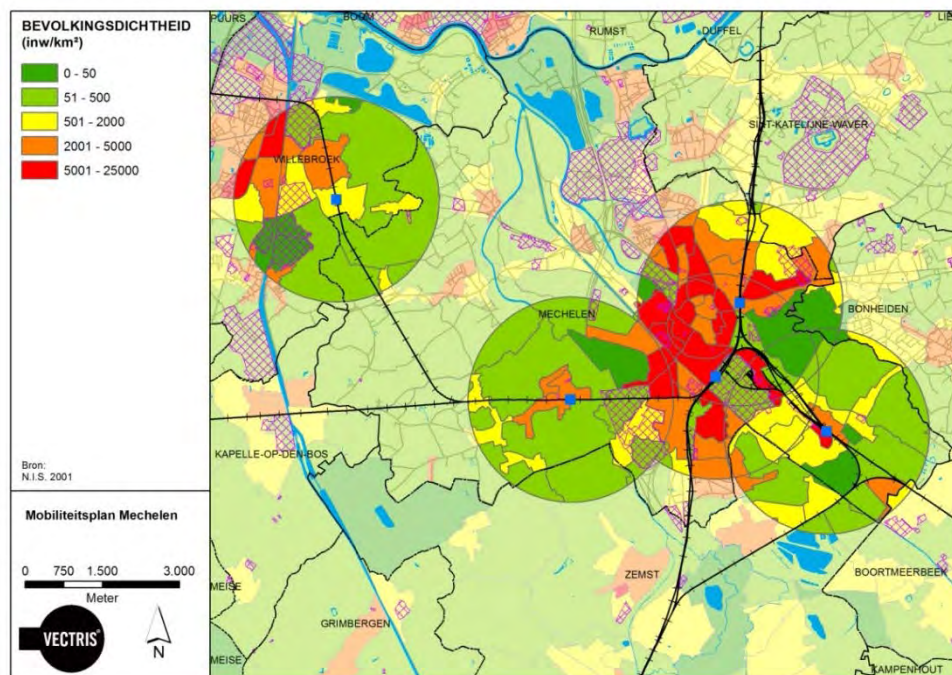 BEVOLKINGSDICHTHEID
(inw/km²)
0 - 50
51 - 500
501 - 2000
2001 - 5000
5001 - 25000
Bron:
N.I.S. 2001
Mobiliteitsplan Mechelen
0 750 1.500 3.000
Meter
VECTRIS®
N
PUURS
BOOM
RUMST
DUFFEL
SINT-KATELIJNE-WAVER
WILLEBROEK
MECHELEN
BONHEIDEN
KAPELLE-OP-DEN-BOS
ZEMST
BOORTMEERBEEK
MEISE
GRIMBERGEN
MEISE
KAMPENHOUT